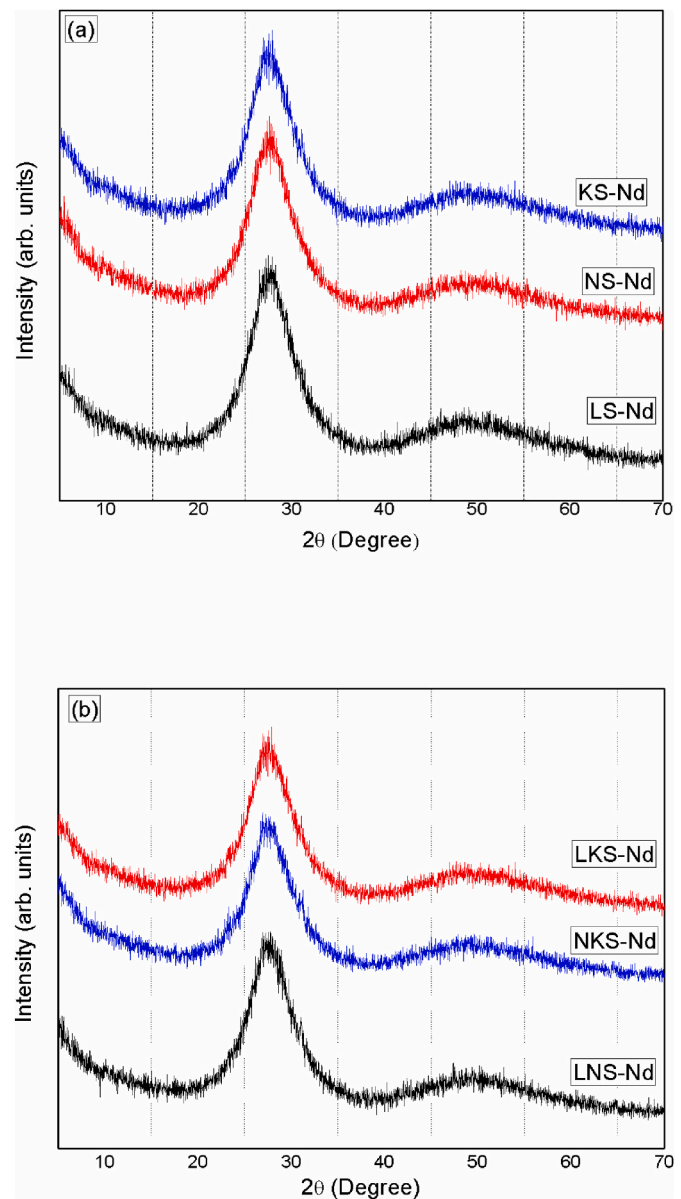 (a)
KS-Nd
NS-Nd
LS-Nd
Intensity (arb. units)
10 20 30 40 50 60 70
2θ (Degree)
(b)
LKS-Nd
NKS-Nd
LNS-Nd
Intensity (arb. units)
10 20 30 40 50 60 70
2θ (Degree)